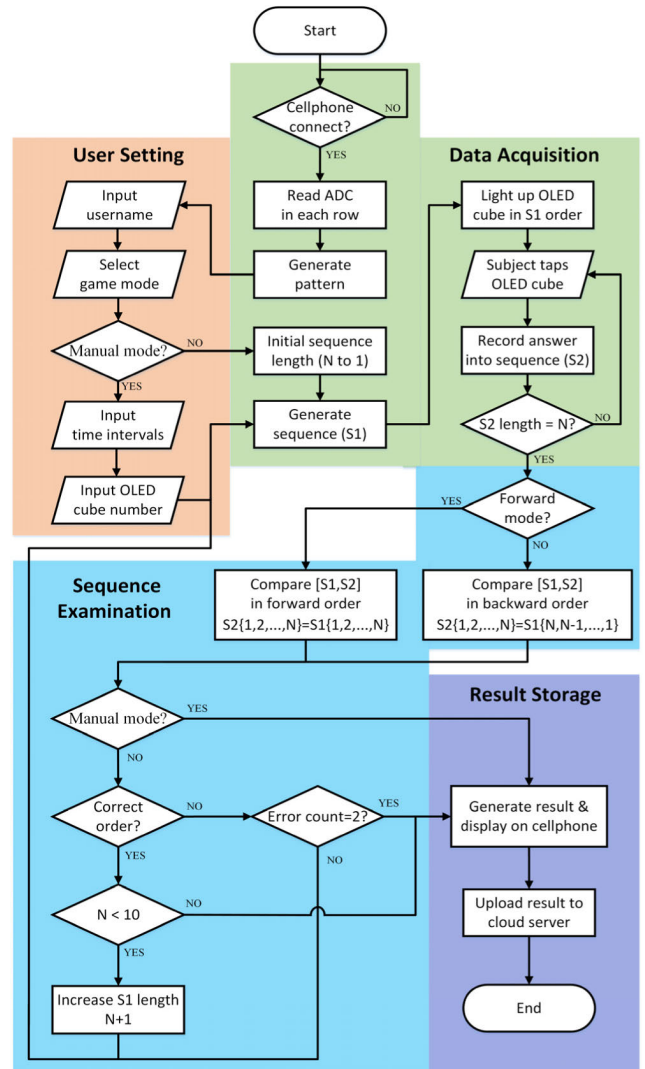 Start
Cellphone
connect?
NO
YES
User Setting
Data Acquisition
Input
username
Read ADC
in each row
Light up OLED
cube in S1 order
Select
game mode
Generate
pattern
Subject taps
OLED cube
Manual mode?
NO
YES
Initial sequence
length (N to 1)
Record answer
into sequence (S2)
Input
time intervals
Generate
sequence (S1)
S2 length = N?
NO
YES
Input OLED
cube number
Forward
mode?
YES
NO
Sequence
Examination
Compare [S1,S2]
in forward order
S2{1,2,...,N}=S1{1,2,...,N}
Compare [S1,S2]
in backward order
S2{1,2,...,N}=S1{N,N-1,...,1}
Manual mode?
YES
NO
Result Storage
Correct
order?
NO
YES
Error count=2?
YES
NO
Generate result &
display on cellphone
N < 10
NO
YES
Upload result to
cloud server
Increase S1 length
N+1
End